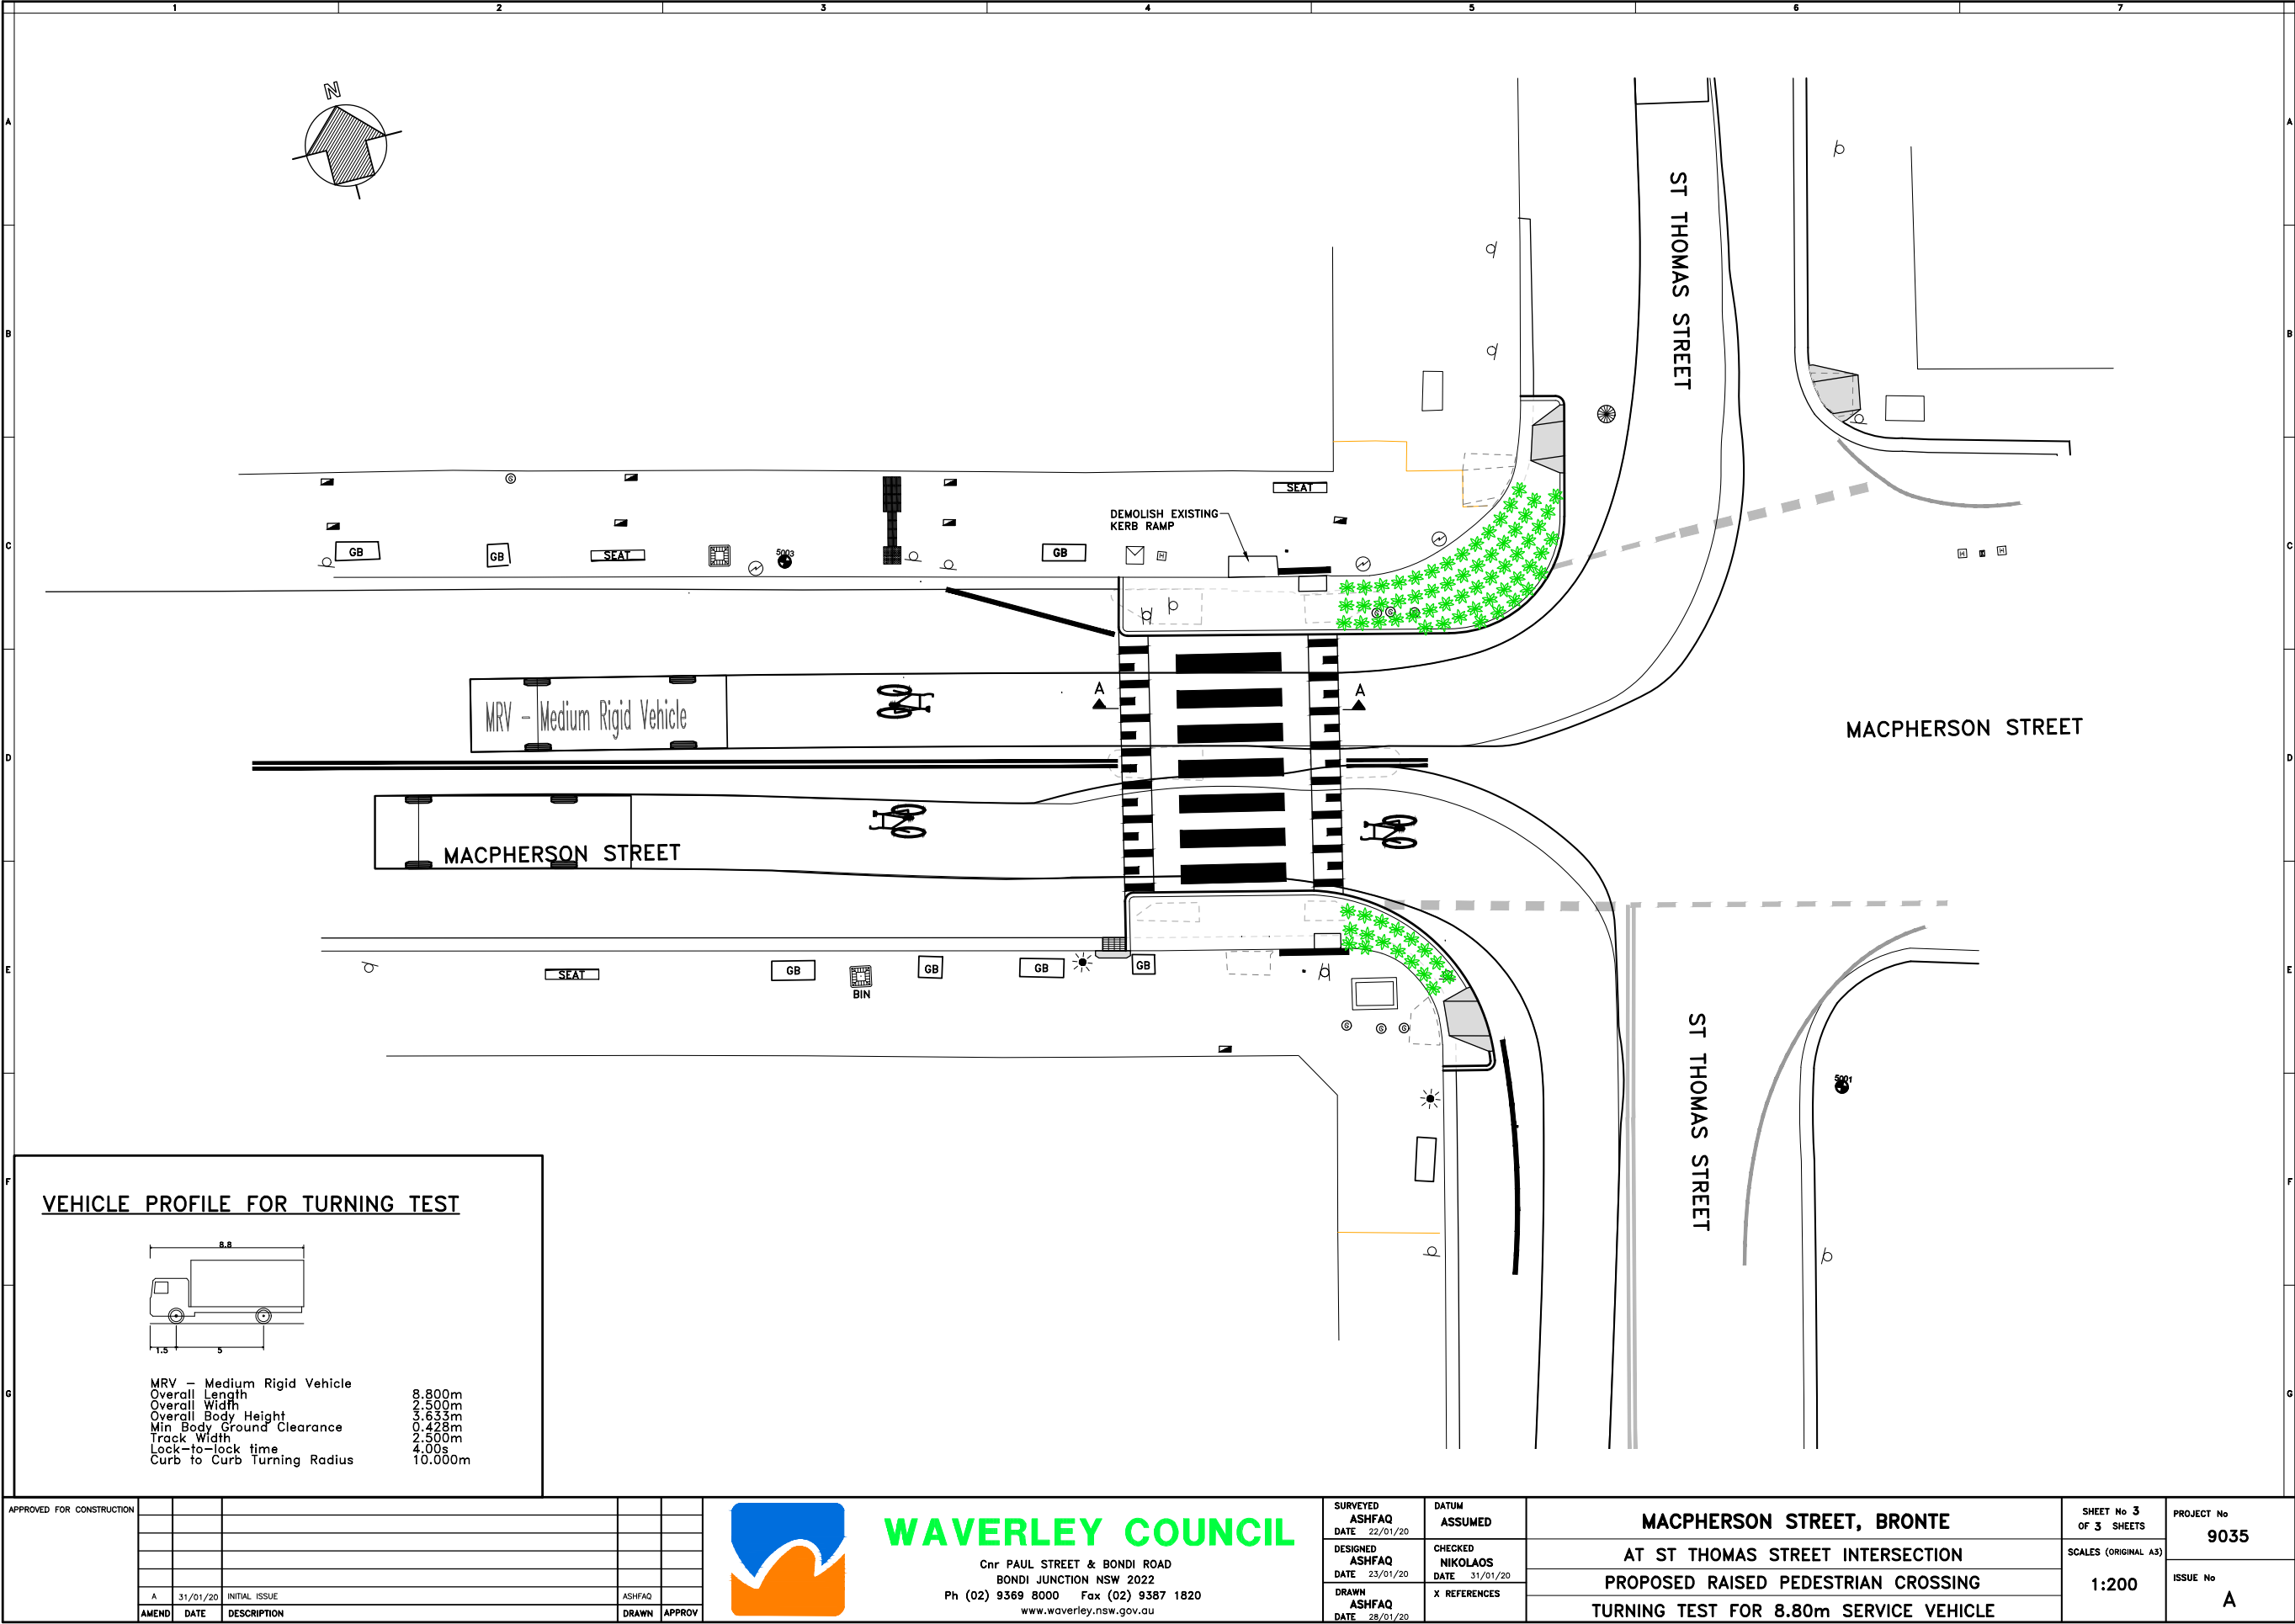 1 2 3 4 5 6 7
N
A A
ST THOMAS STREET
B B
SEAT
DEMOLISH EXISTING
KERB RAMP
C C
GB GB SEAT 5003 GB
MRV - Medium Rigid Vehicle
A A
MACPHERSON STREET
D D
MACPHERSON STREET
E E
SEAT GB GB GB GB
BIN
ST THOMAS STREET
5001
F F
VEHICLE PROFILE FOR TURNING TEST
8.8
1.5 5
G G
MRV - Medium Rigid Vehicle
Overall Length 8.800m
Overall Width 2.500m
Overall Body Height 3.633m
Min Body Ground Clearance 0.428m
Track Width 2.500m
Lock-to-lock time 4.00s
Curb to Curb Turning Radius 10.000m
APPROVED FOR CONSTRUCTION
A 31/01/20 INITIAL ISSUE ASHFAQ
AMEND DATE DESCRIPTION DRAWN APPROV
WAVERLEY COUNCIL
Cnr PAUL STREET & BONDI ROAD
BONDI JUNCTION NSW 2022
Ph (02) 9369 8000 Fax (02) 9387 1820
www.waverley.nsw.gov.au
SURVEYED
ASHFAQ
DATE 22/01/20
DATUM
ASSUMED
DESIGNED
ASHFAQ
DATE 23/01/20
CHECKED
NIKOLAOS
DATE 31/01/20
DRAWN
ASHFAQ
DATE 28/01/20
X REFERENCES
MACPHERSON STREET, BRONTE
AT ST THOMAS STREET INTERSECTION
PROPOSED RAISED PEDESTRIAN CROSSING
TURNING TEST FOR 8.80m SERVICE VEHICLE
SHEET No 3
OF 3 SHEETS
SCALES (ORIGINAL A3)
1:200
PROJECT No
9035
ISSUE No
A